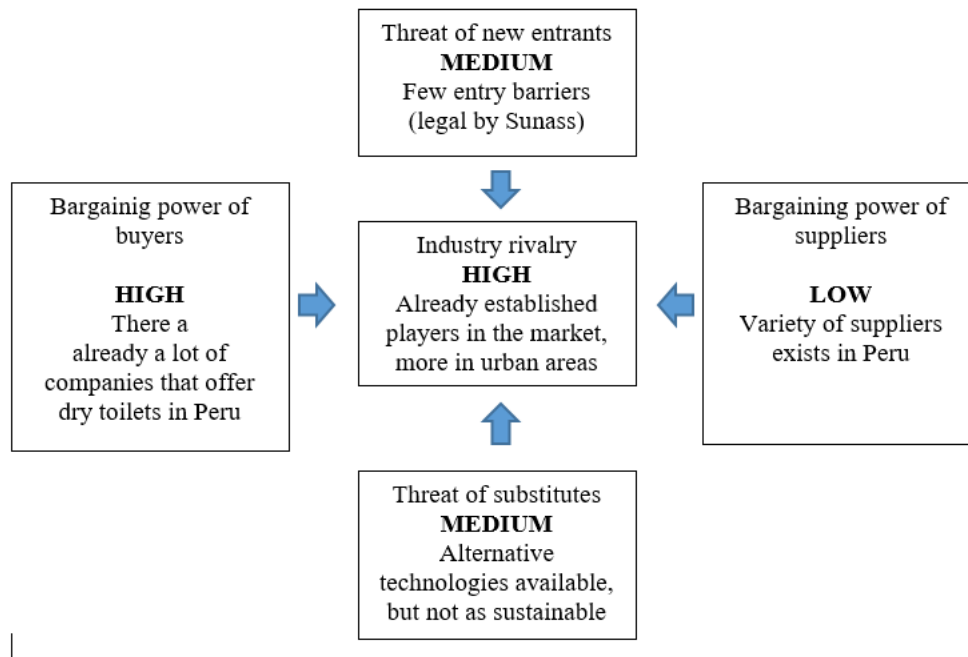 Threat of new entrants
MEDIUM
Few entry barriers
(legal by Sunass)
Bargainig power of
buyers
HIGH
There a
already a lot of
companies that offer
dry toilets in Peru
Industry rivalry
HIGH
Already established
players in the market,
more in urban areas
Bargaining power of
suppliers
LOW
Variety of suppliers
exists in Peru
Threat of substitutes
MEDIUM
Alternative
technologies available,
but not as sustainable